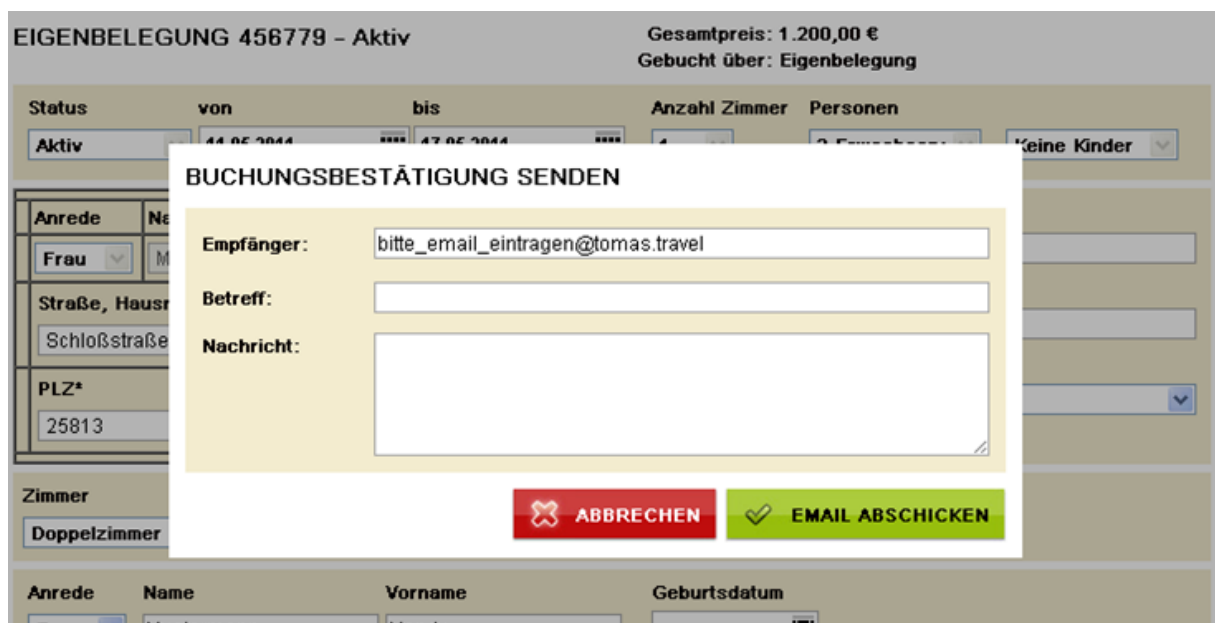 EIGENBELEGUNG 456779 – Aktiv
Gesamtpreis: 1.200,00 €
Gebucht über: Eigenbelegung
Status von bis Anzahl Zimmer Personen
Aktiv Keine Kinder
BUCHUNGSBESTÄTIGUNG SENDEN
Anrede
Empfänger: bitte_email_eintragen@tomas.travel
Frau
Betreff:
Straße,
Schloßstraße
Nachricht:
PLZ*
25813
Zimmer
ABBRECHEN EMAIL ABSCHICKEN
Doppelzimmer
Anrede Name Vorname Geburtsdatum